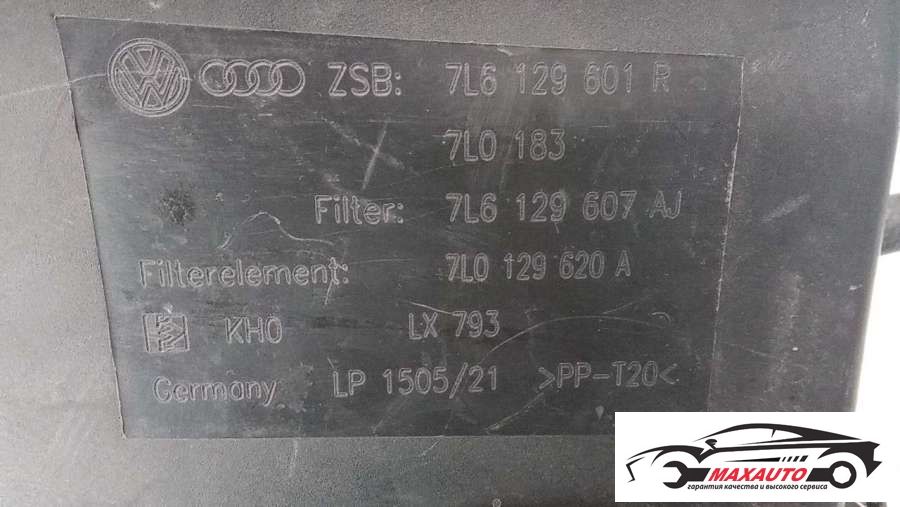 ZSB: 7L6 129 601 R
7L0 183
Filter: 7L6 129 607 AJ
Filterelement: 7L0 129 620 A
KHO LX 793
Germany LP 1505/21 >PP-T20<
MAXAUTO
гарантия качества и высокого сервиса